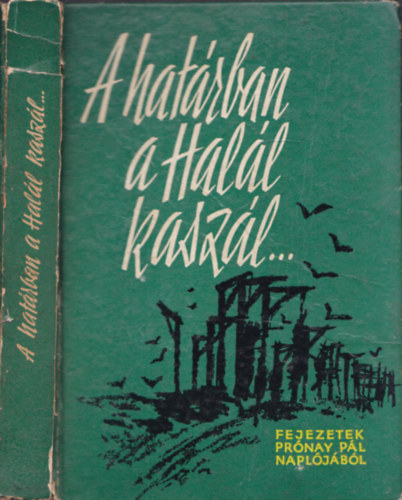 A határban a Halál kaszál...
A határban
a Halál
kaszál...
FEJEZETEK
PRÓNAY PÁL
NAPLÓJÁBÓL